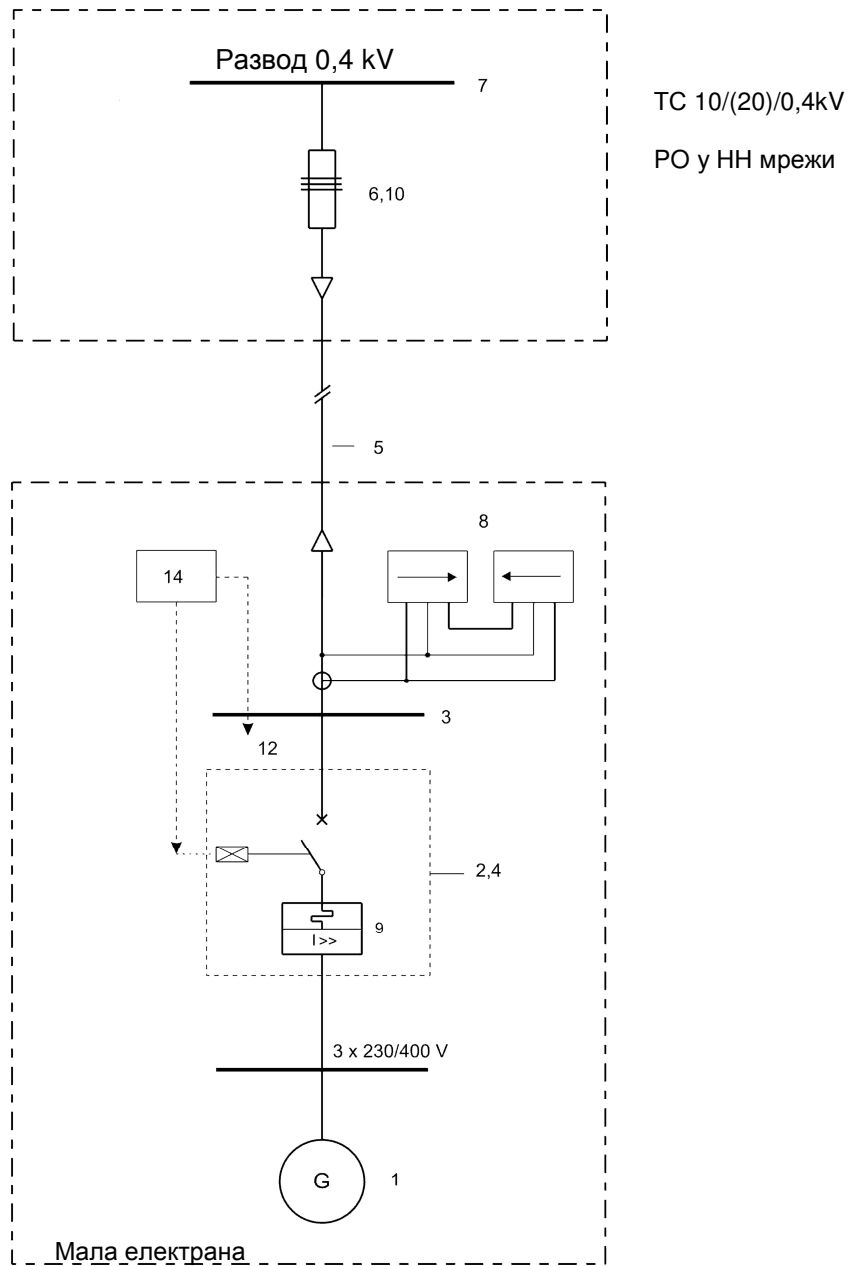 Развод 0,4 kV
7
ТС 10/(20)/0,4kV
РО у НН мрежи
6,10
5
8
14
3
12
2,4
9
I>>
3 x 230/400 V
G
1
Мала електрана